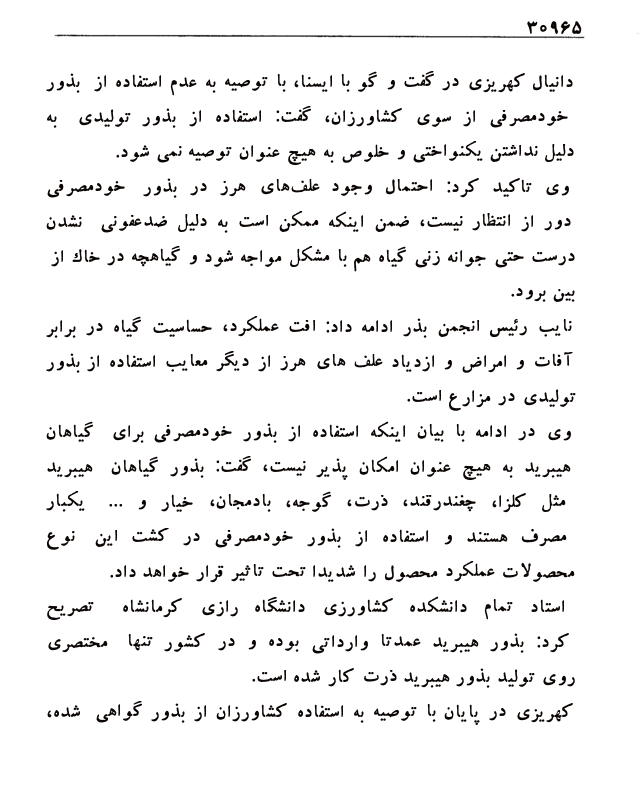 ۳۰۹۶۵
دانیال کهریزی در گفت و گو با ایسنا، با توصیه به عدم استفاده از بذور
خودمصرفی از سوی کشاورزان، گفت: استفاده از بذور تولیدی به
دلیل نداشتن یکنواختی و خلوص به هیچ عنوان توصیه نمی شود.
وی تاکید کرد: احتمال وجود علف‌های هرز در بذور خودمصرفی
دور از انتظار نیست، ضمن اینکه ممکن است به دلیل ضدعفونی نشدن
درست حتی جوانه زنی گیاه هم با مشکل مواجه شود و گیاهچه در خاك از
بین برود.
نایب رئیس انجمن بذر ادامه داد: افت عملکرد، حساسیت گیاه در برابر
آفات و امراض و ازدیاد علف های هرز از دیگر معایب استفاده از بذور
تولیدی در مزارع است.
وی در ادامه با بیان اینکه استفاده از بذور خودمصرفی برای گیاهان
هیبرید به هیچ عنوان امکان پذیر نیست، گفت: بذور گیاهان هیبرید
مثل کلزا، چغندرقند، ذرت، گوجه، بادمجان، خیار و ... یکبار
مصرف هستند و استفاده از بذور خودمصرفی در کشت این نوع
محصولات عملکرد محصول را شدیدا تحت تاثیر قرار خواهد داد.
استاد تمام دانشکده کشاورزی دانشگاه رازی کرمانشاه تصریح
کرد: بذور هیبرید عمدتا وارداتی بوده و در کشور تنها مختصری
روی تولید بذور هیبرید ذرت کار شده است.
کهریزی در پایان با توصیه به استفاده کشاورزان از بذور گواهی شده،